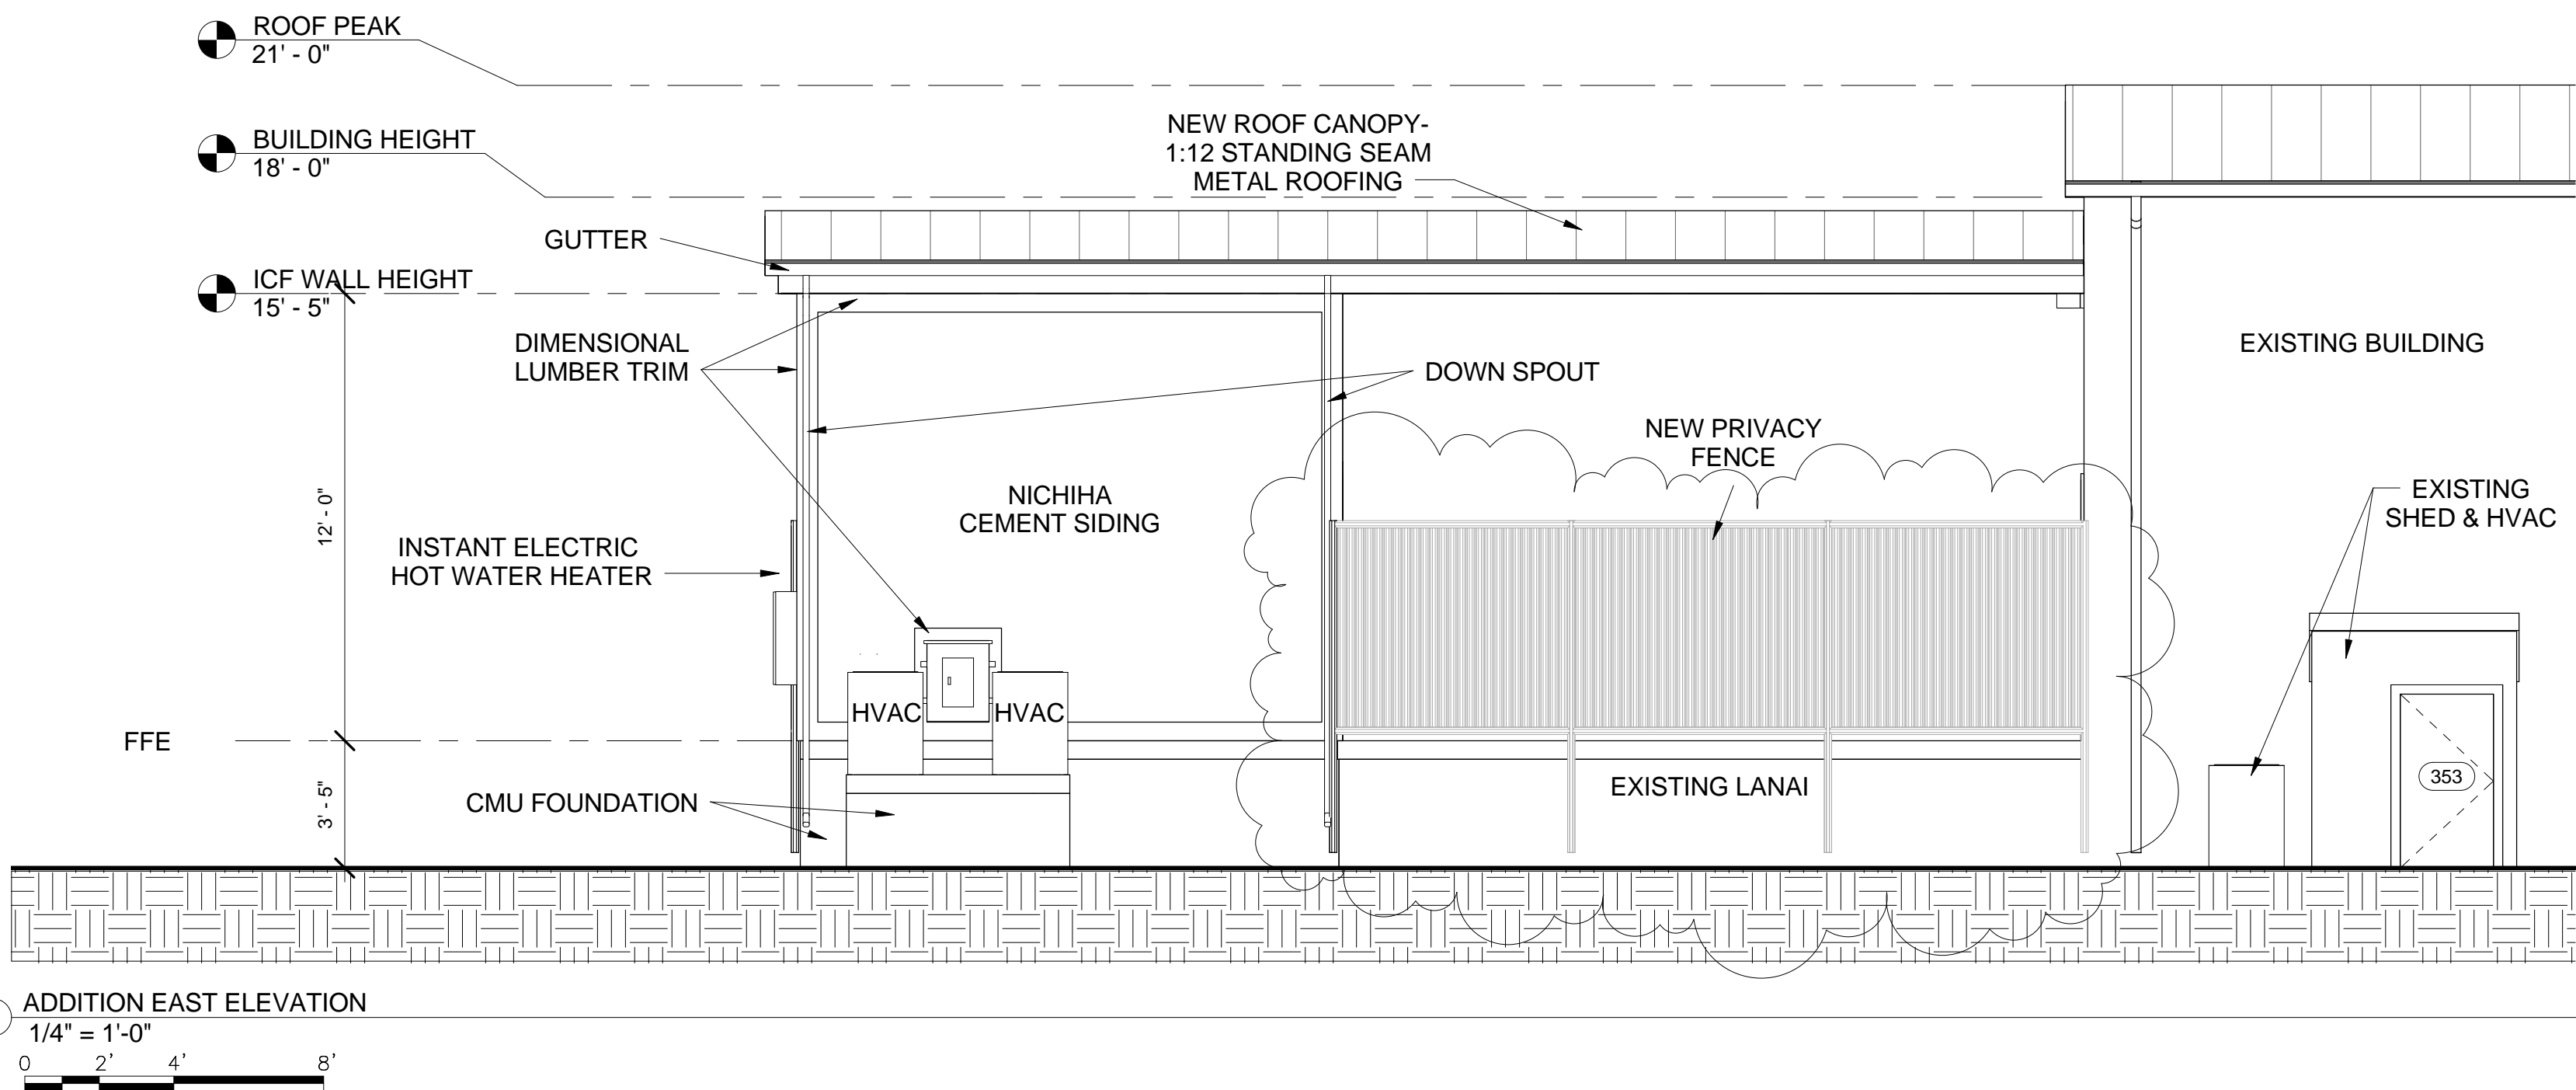 ROOF PEAK
21' - 0"
BUILDING HEIGHT
18' - 0"
NEW ROOF CANOPY-
1:12 STANDING SEAM
METAL ROOFING
GUTTER
ICF WALL HEIGHT
15' - 5"
DIMENSIONAL
LUMBER TRIM
DOWN SPOUT
EXISTING BUILDING
NEW PRIVACY
FENCE
NICHIHA
CEMENT SIDING
EXISTING
SHED & HVAC
12' - 0"
INSTANT ELECTRIC
HOT WATER HEATER
HVAC
HVAC
FFE
3' - 5"
CMU FOUNDATION
EXISTING LANAI
353
ADDITION EAST ELEVATION
1/4" = 1'-0"
0 2' 4' 8'